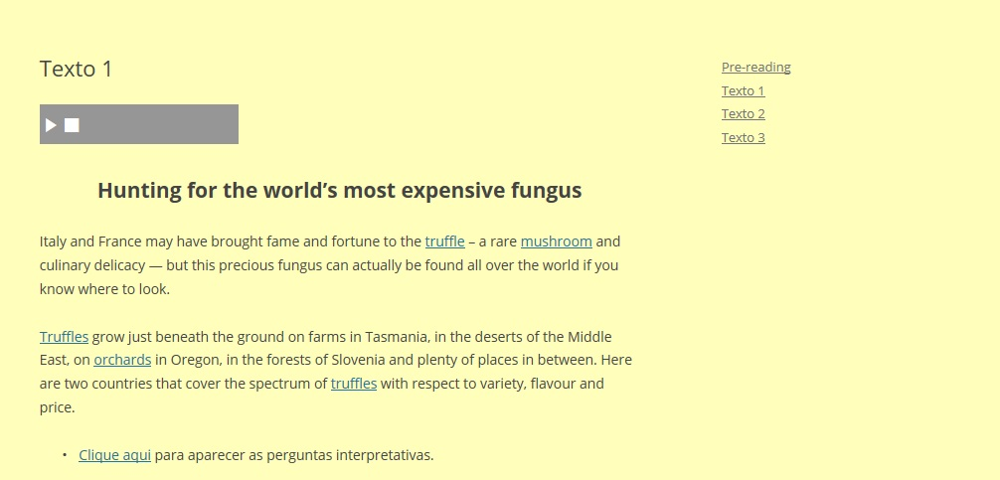 Texto 1
Hunting for the world’s most expensive fungus
Italy and France may have brought fame and fortune to the truffle – a rare mushroom and
culinary delicacy — but this precious fungus can actually be found all over the world if you
know where to look.
Truffles grow just beneath the ground on farms in Tasmania, in the deserts of the Middle
East, on orchards in Oregon, in the forests of Slovenia and plenty of places in between. Here
are two countries that cover the spectrum of truffles with respect to variety, flavour and
price.
• Clique aqui para aparecer as perguntas interpretativas.
Pre-reading
Texto 1
Texto 2
Texto 3